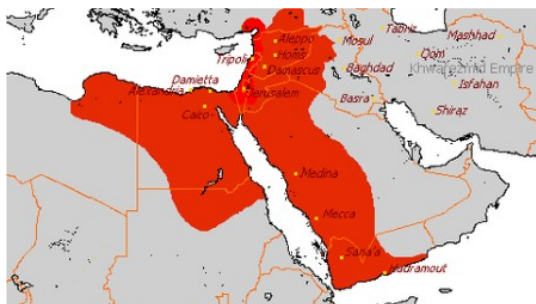 Tabriz
Mashhad
Aleppo
Mosul
Qom
Homs
Tripoli
Khwarezmid Empire
Damascus
Baghdad
Isfahan
Damietta
Alexandria
Jerusalem
Basra
Shiraz
Cairo
Medina
Mecca
Sana'a
Hadramout